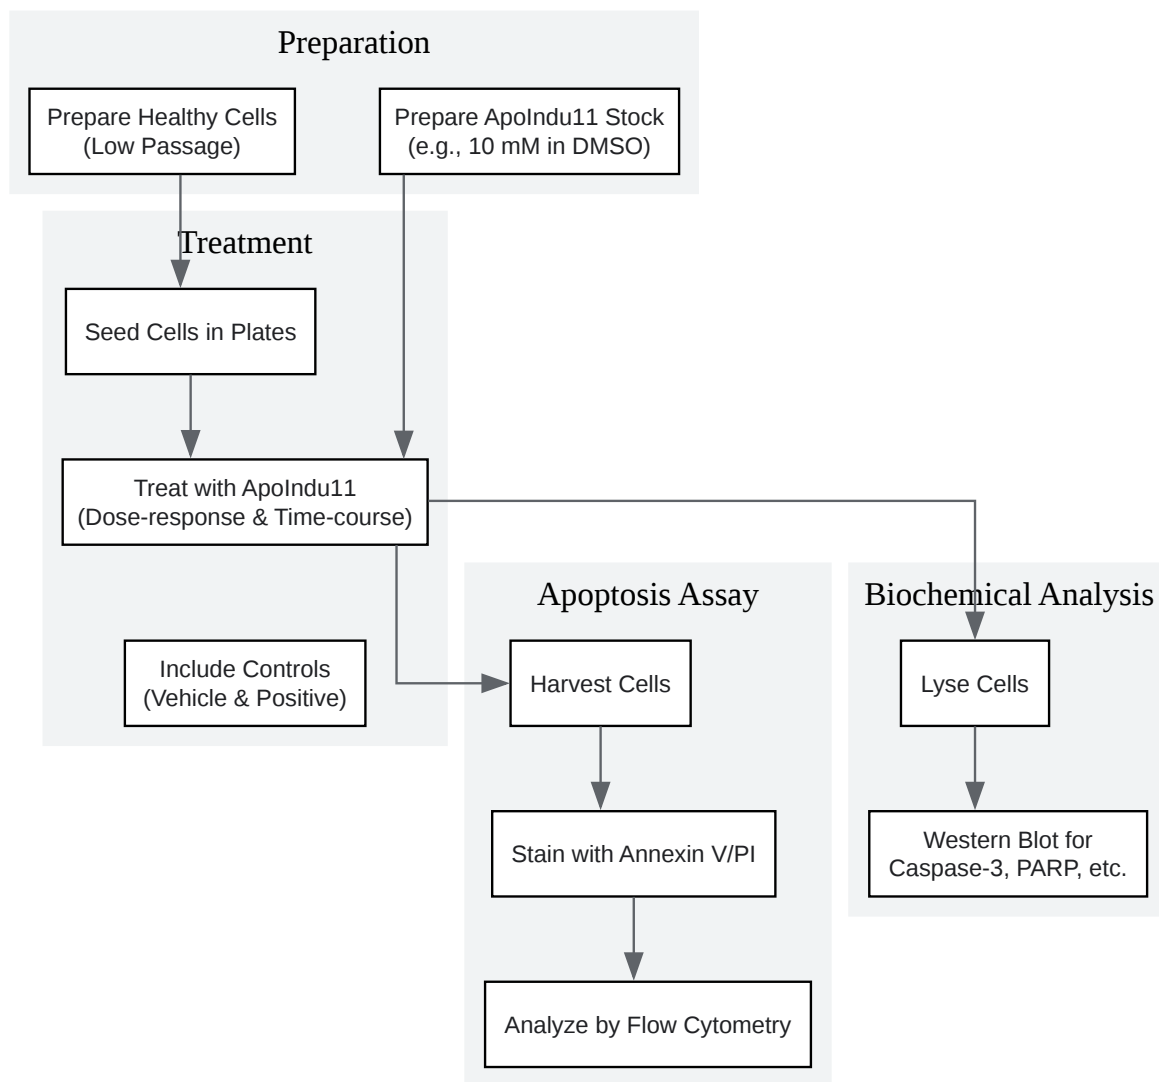 Preparation
Prepare Healthy Cells
(Low Passage)
Prepare ApoIndu11 Stock
(e.g., 10 mM in DMSO)
Treatment
Seed Cells in Plates
Treat with ApoIndu11
(Dose-response & Time-course)
Include Controls
(Vehicle & Positive)
Apoptosis Assay
Harvest Cells
Stain with Annexin V/PI
Analyze by Flow Cytometry
Biochemical Analysis
Lyse Cells
Western Blot for
Caspase-3, PARP, etc.